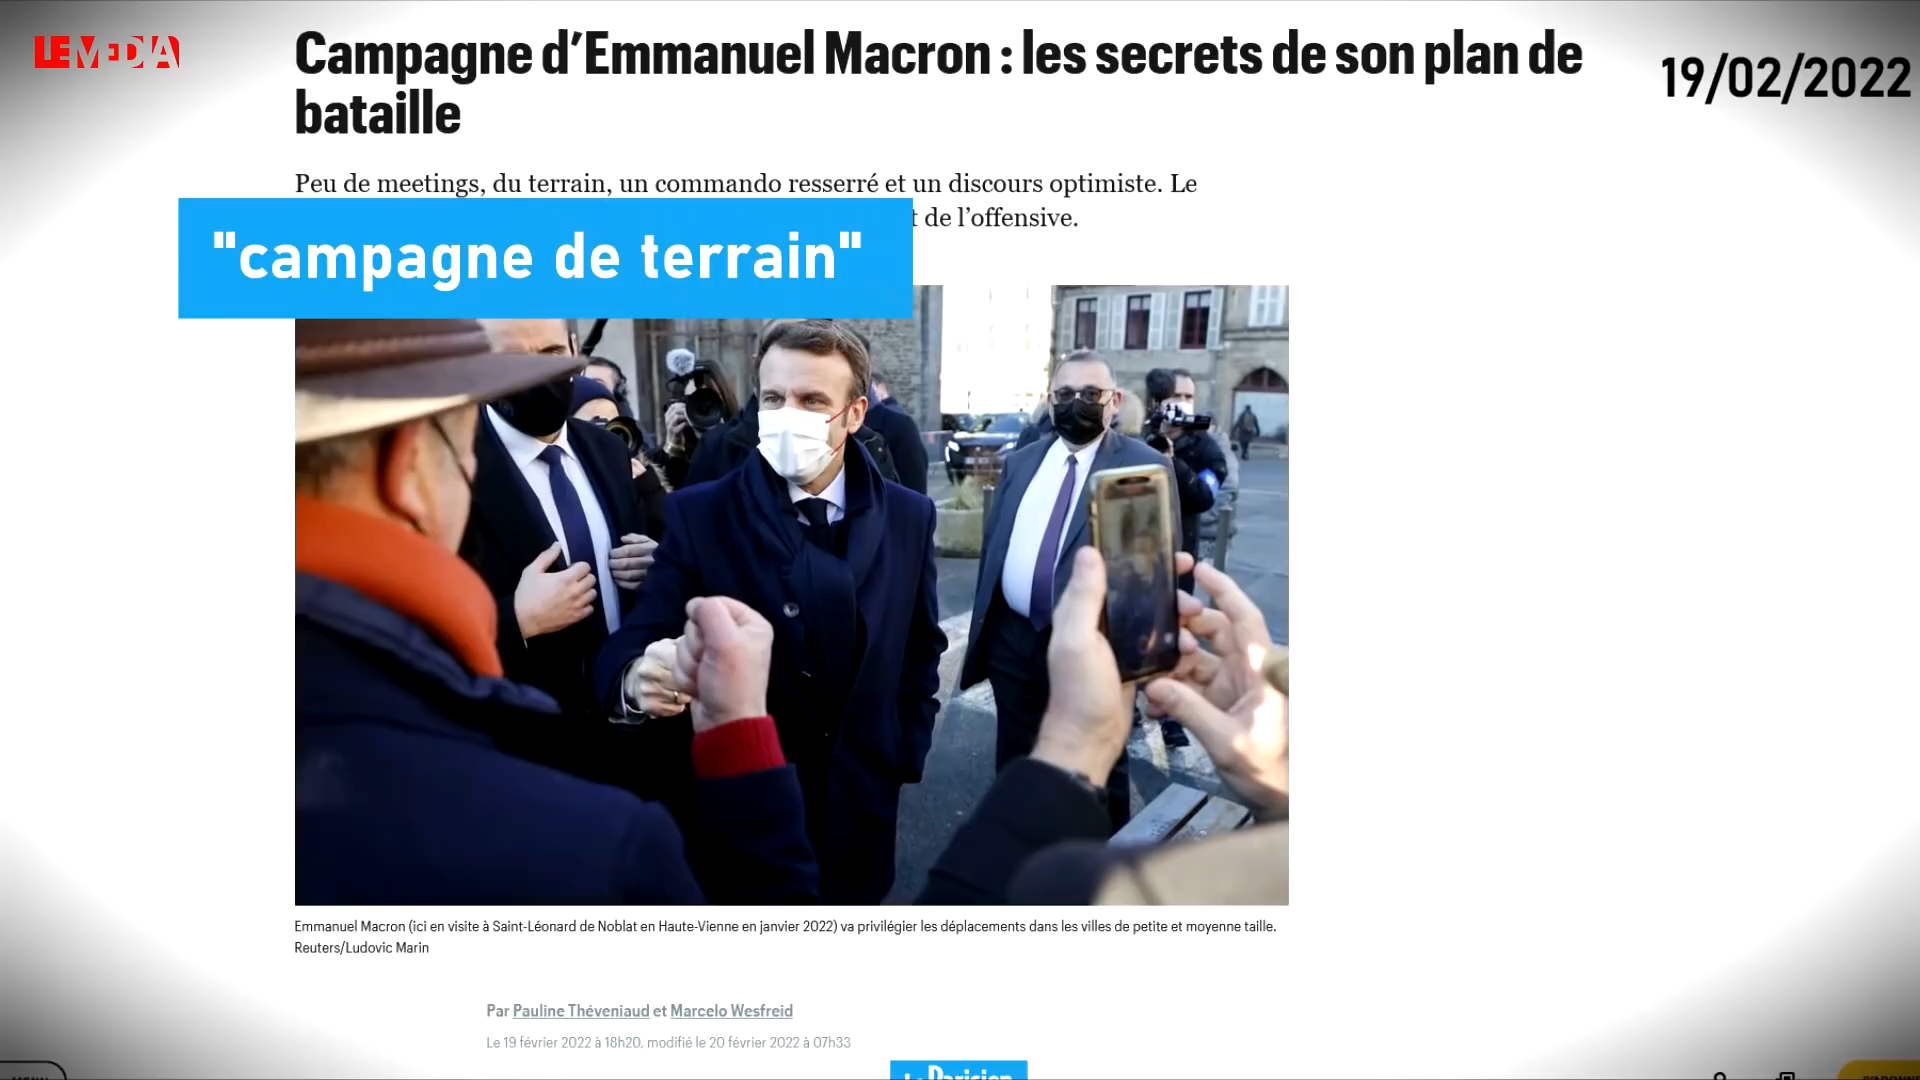 LEMEDIA
Campagne d'Emmanuel Macron : les secrets de son plan de
bataille
19/02/2022
Peu de meetings, du terrain, un commando resserré et un discours optimiste. Le
de l'offensive.
"campagne de terrain"
Emmanuel Macron (ici en visite à Saint-Léonard de Noblat en Haute-Vienne en janvier 2022) va privilégier les déplacements dans les villes de petite et moyenne taille.
Reuters/Ludovic Marin
Par Pauline Théveniaud et Marcelo Wesfreid
Le 19 février 2022 à 18h20, modifié le 20 février 2022 à 07h33
Le Parisien